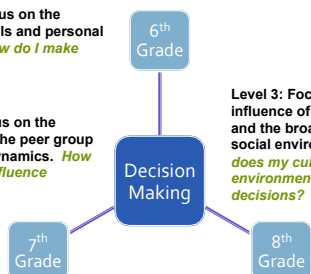 us on the
ls and personal
w do I make
6th
Grade
us on the
he peer group
namics. How
fluence
Level 3: Foc
influence of
and the broa
social enviro
does my cul
environment
decisions?
Decision
Making
7th
Grade
8th
Grade